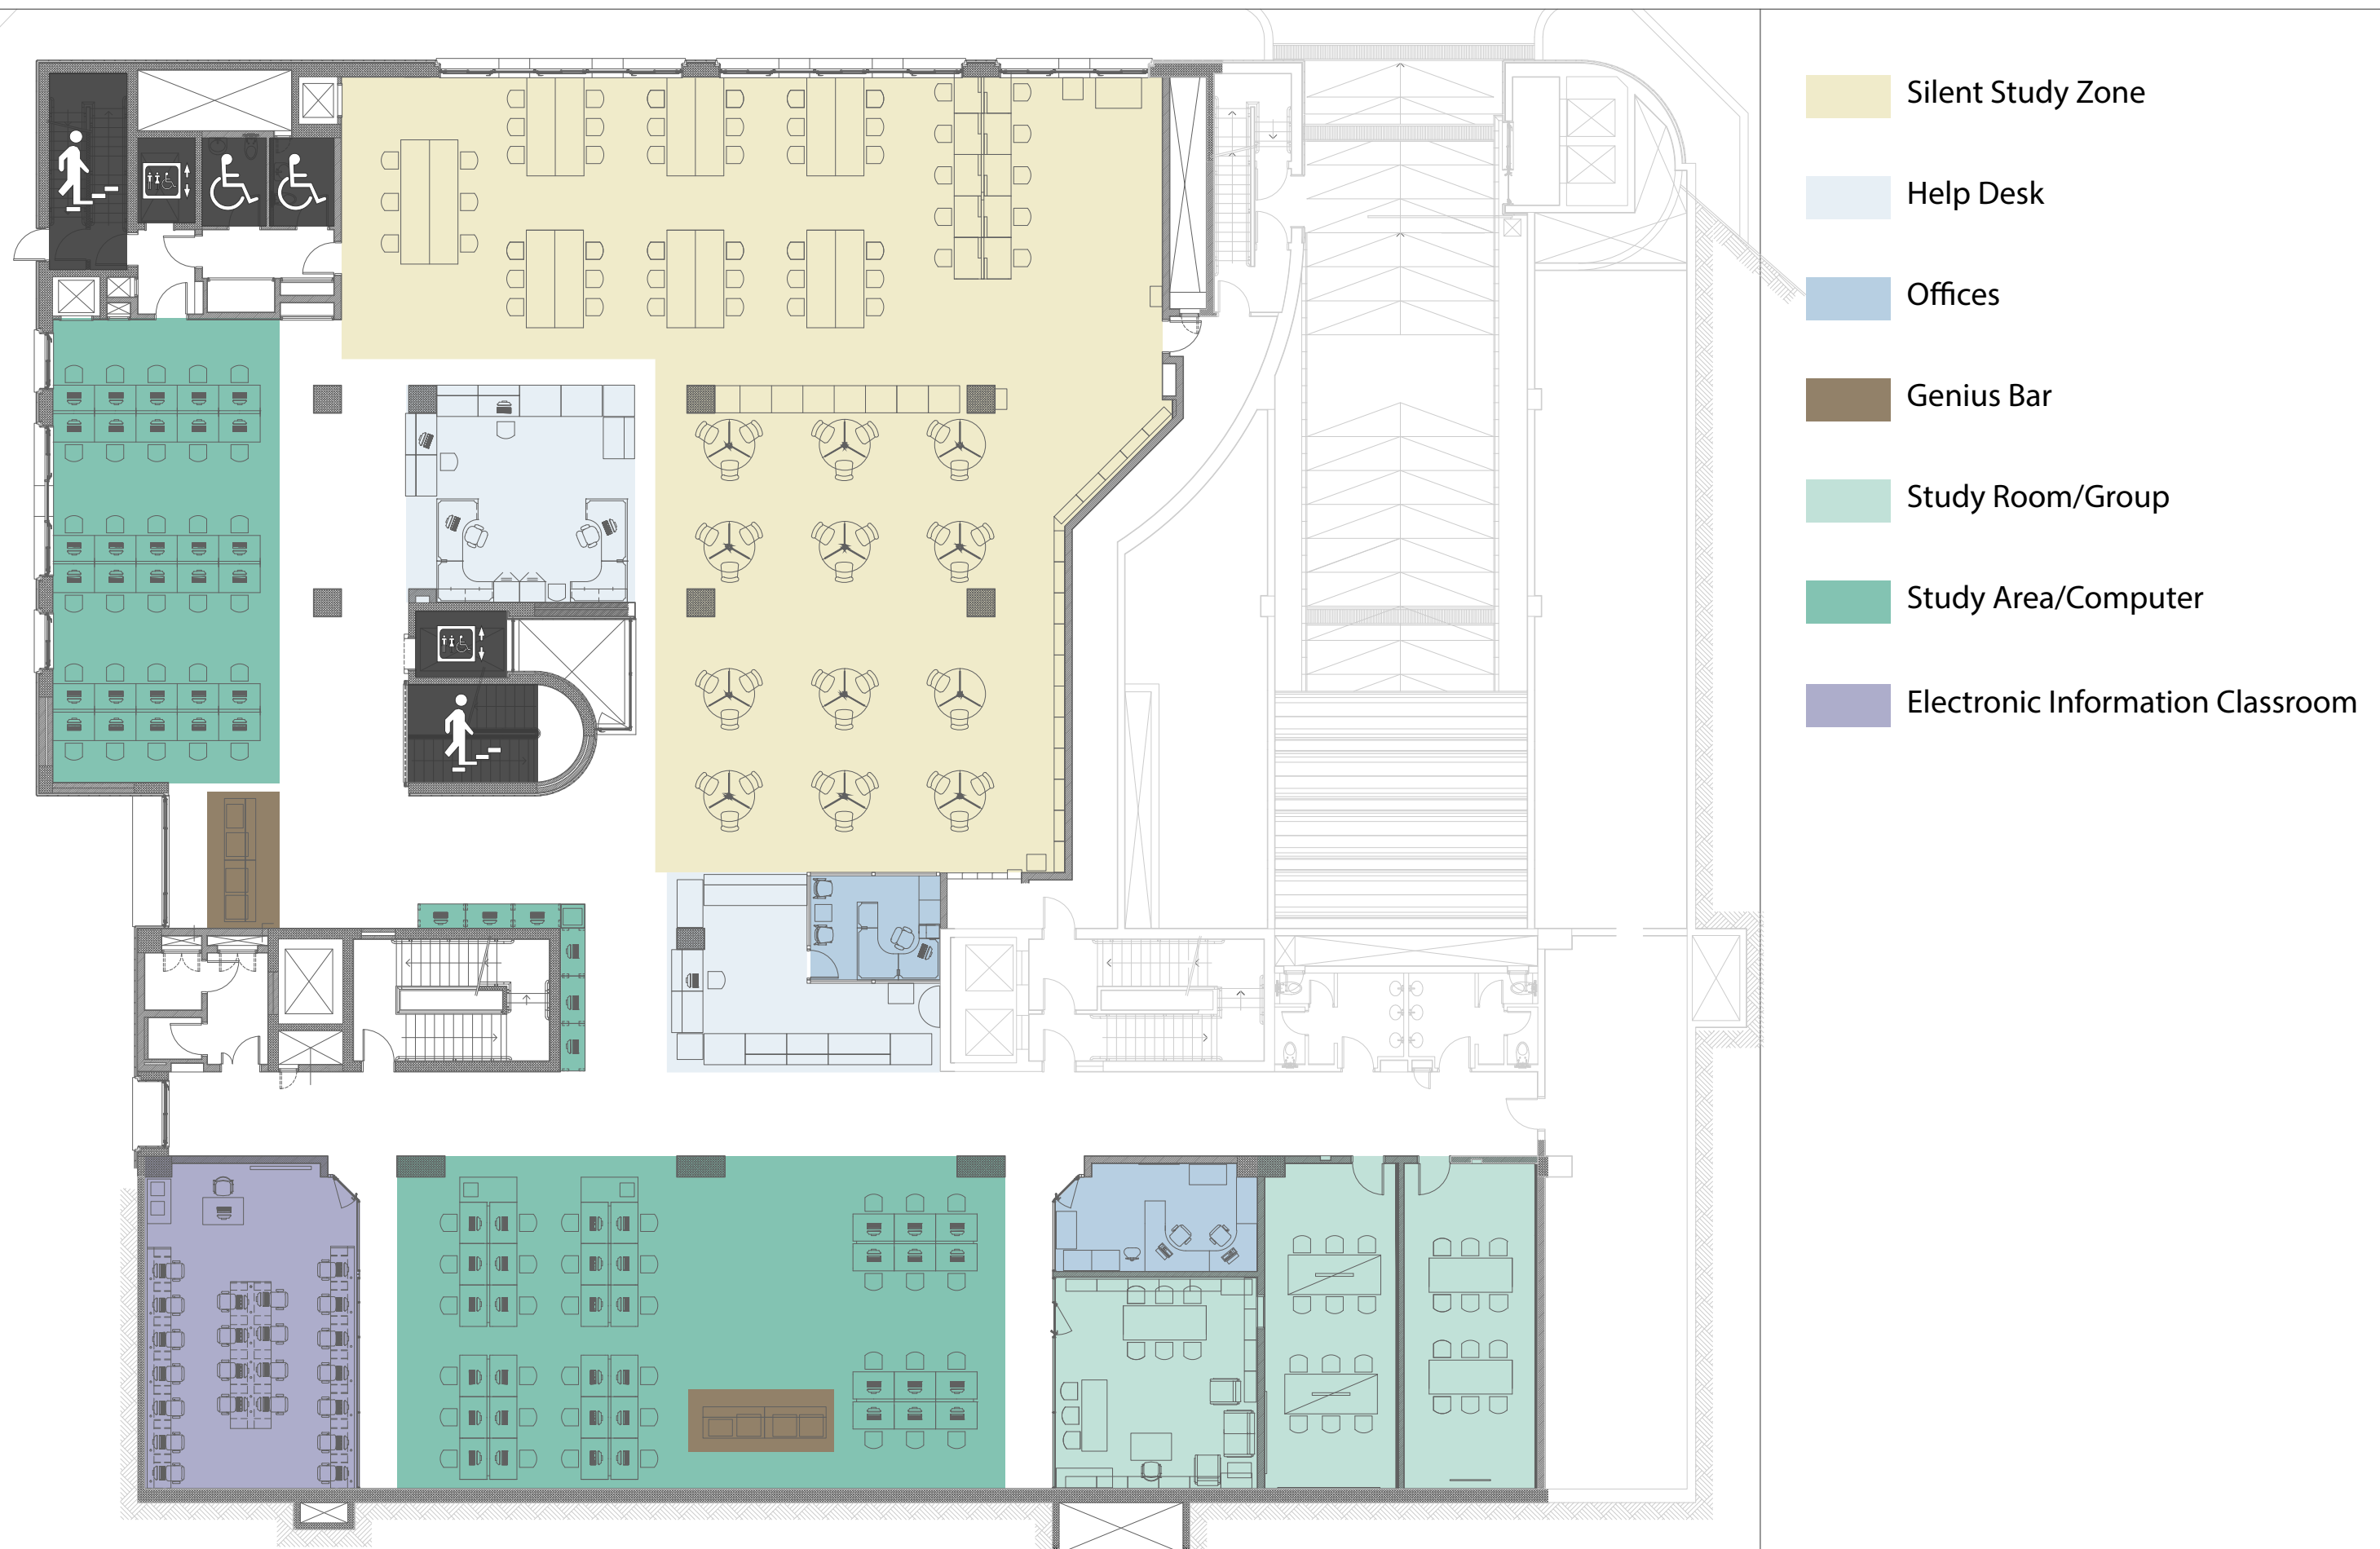 Silent Study Zone
Help Desk
Offices
Genius Bar
Study Room/Group
Study Area/Computer
Electronic Information Classroom